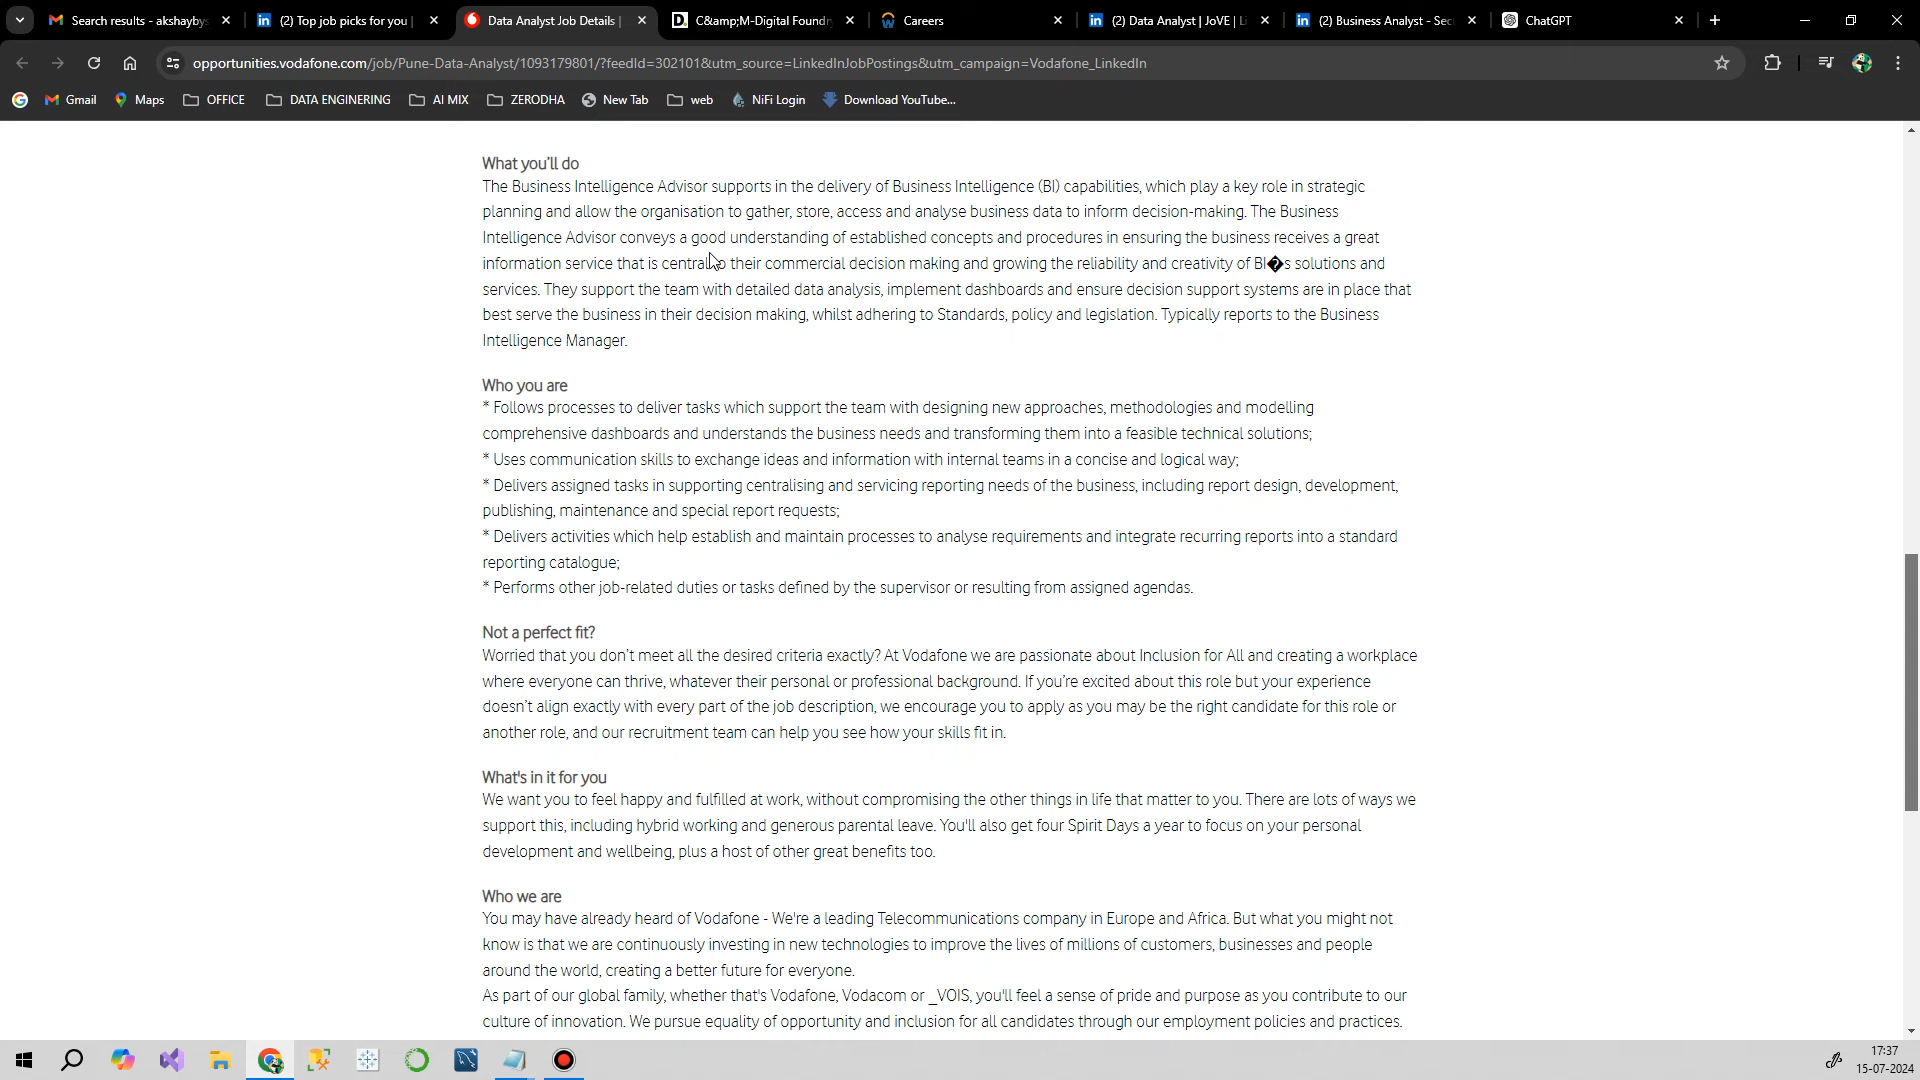 Search results - akshaybys
(2) Top job picks for you |
Data Analyst Job Details |
C&amp;M-Digital Foundr
Careers
(2) Data Analyst | JoVE | Li
(2) Business Analyst - Sec
ChatGPT
opportunities.vodafone.com/job/Pune-Data-Analyst/1093179801/?feedId=302101&utm_source=LinkedInJobPostings&utm_campaign=Vodafone_LinkedIn
Gmail
Maps
OFFICE
DATA ENGINERING
AI MIX
ZERODHA
New Tab
web
NiFi Login
Download YouTube...
What you'll do
The Business Intelligence Advisor supports in the delivery of Business Intelligence (BI) capabilities, which play a key role in strategic
planning and allow the organisation to gather, store, access and analyse business data to inform decision-making. The Business
Intelligence Advisor conveys a good understanding of established concepts and procedures in ensuring the business receives a great
information service that is central to their commercial decision making and growing the reliability and creativity of BI�s solutions and
services. They support the team with detailed data analysis, implement dashboards and ensure decision support systems are in place that
best serve the business in their decision making, whilst adhering to Standards, policy and legislation. Typically reports to the Business
Intelligence Manager.
Who you are
* Follows processes to deliver tasks which support the team with designing new approaches, methodologies and modelling
comprehensive dashboards and understands the business needs and transforming them into a feasible technical solutions;
* Uses communication skills to exchange ideas and information with internal teams in a concise and logical way;
* Delivers assigned tasks in supporting centralising and servicing reporting needs of the business, including report design, development,
publishing, maintenance and special report requests;
* Delivers activities which help establish and maintain processes to analyse requirements and integrate recurring reports into a standard
reporting catalogue;
* Performs other job-related duties or tasks defined by the supervisor or resulting from assigned agendas.
Not a perfect fit?
Worried that you don't meet all the desired criteria exactly? At Vodafone we are passionate about Inclusion for All and creating a workplace
where everyone can thrive, whatever their personal or professional background. If you're excited about this role but your experience
doesn't align exactly with every part of the job description, we encourage you to apply as you may be the right candidate for this role or
another role, and our recruitment team can help you see how your skills fit in.
What's in it for you
We want you to feel happy and fulfilled at work, without compromising the other things in life that matter to you. There are lots of ways we
support this, including hybrid working and generous parental leave. You'll also get four Spirit Days a year to focus on your personal
development and wellbeing, plus a host of other great benefits too.
Who we are
You may have already heard of Vodafone - We're a leading Telecommunications company in Europe and Africa. But what you might not
know is that we are continuously investing in new technologies to improve the lives of millions of customers, businesses and people
around the world, creating a better future for everyone.
As part of our global family, whether that's Vodafone, Vodacom or _VOIS, you'll feel a sense of pride and purpose as you contribute to our
culture of innovation. We pursue equality of opportunity and inclusion for all candidates through our employment policies and practices.
17:37
15-07-2024